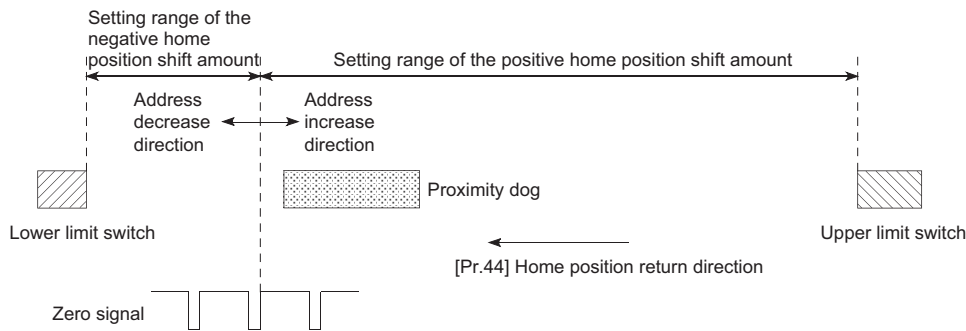 Setting range of the
negative home
position shift amount
Setting range of the positive home position shift amount
Address
decrease
direction
Address
increase
direction
Proximity dog
Lower limit switch
Upper limit switch
[Pr.44] Home position return direction
Zero signal